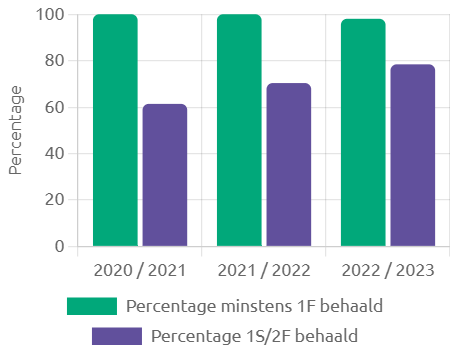 Percentage
100
80
60
40
20
0
2020 / 2021
2021 / 2022
2022 / 2023
Percentage minstens 1F behaald
Percentage 1S/2F behaald